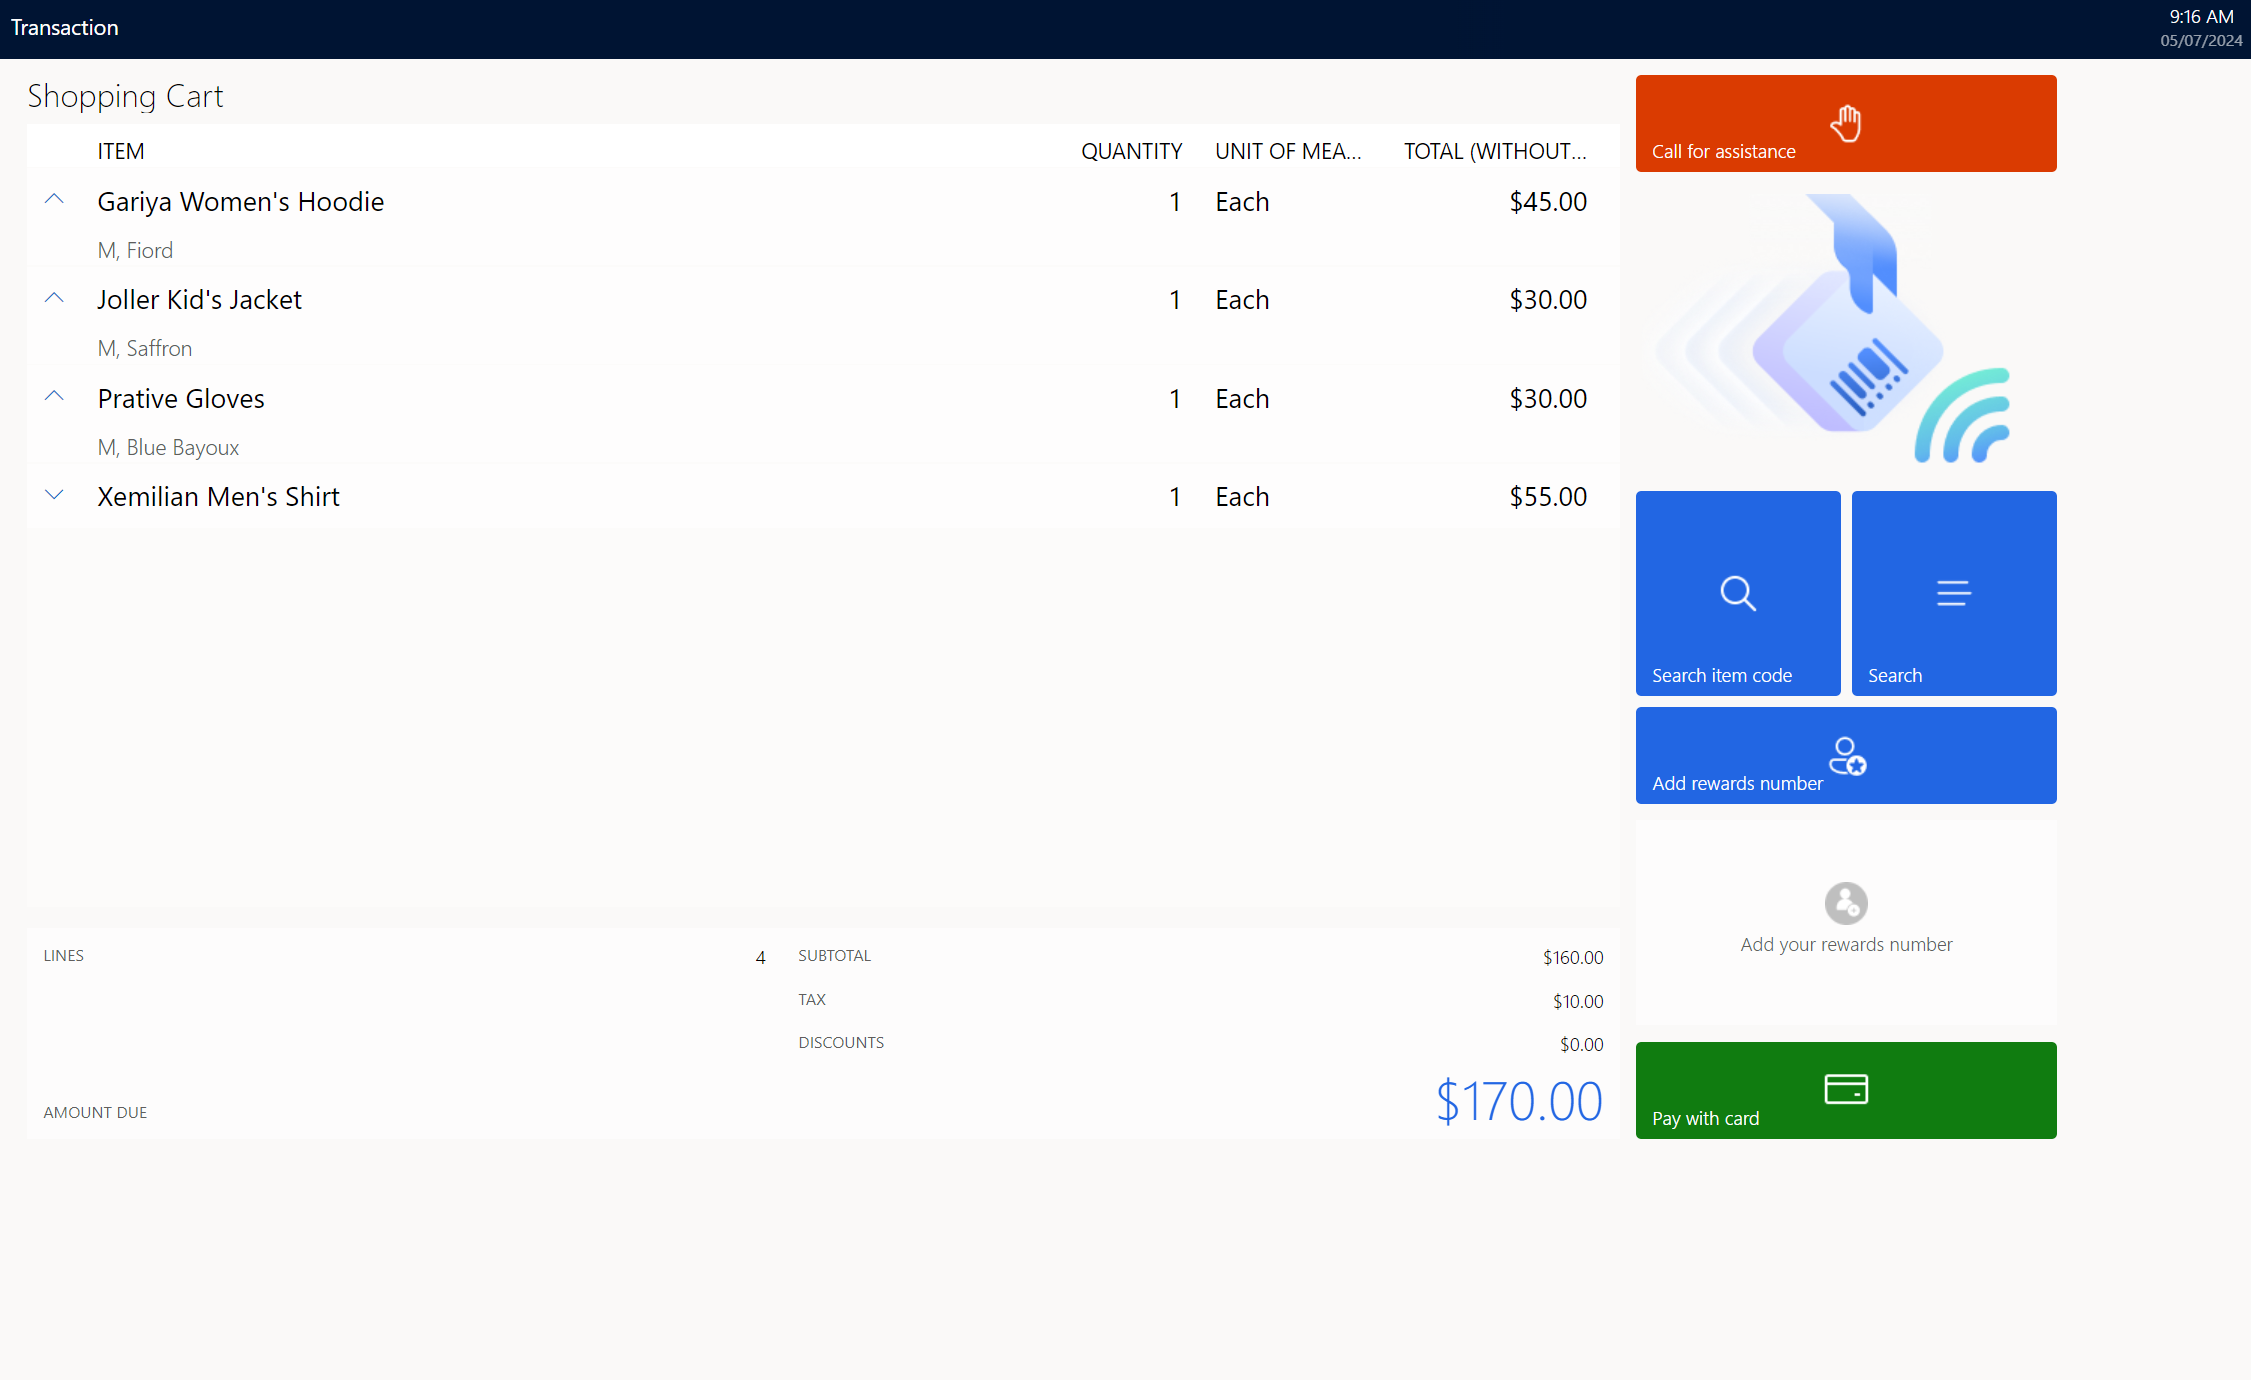 Transaction
9:16 AM
05/07/2024
Shopping Cart
ITEM QUANTITY UNIT OF MEA... TOTAL (WITHOUT...
Gariya Women's Hoodie 1 Each $45.00
M, Fiord
Joller Kid's Jacket 1 Each $30.00
M, Saffron
Prative Gloves 1 Each $30.00
M, Blue Bayoux
Xemilian Men's Shirt 1 Each $55.00
LINES 4 SUBTOTAL $160.00
TAX $10.00
DISCOUNTS $0.00
AMOUNT DUE $170.00
Call for assistance
Search item code
Search
Add rewards number
Add your rewards number
Pay with card